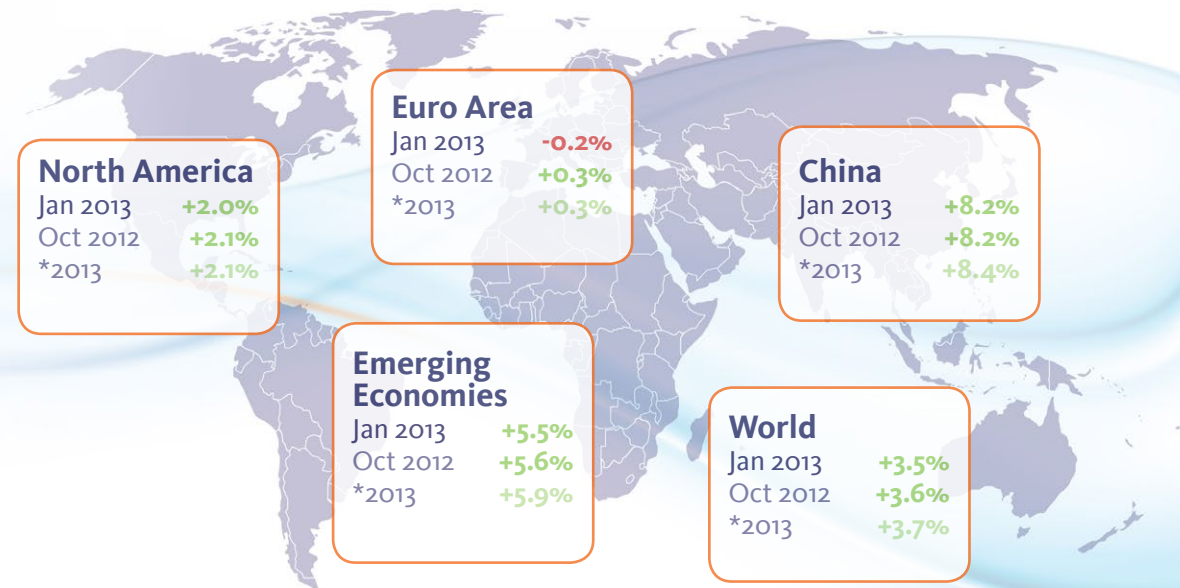 North America
Jan 2013 +2.0%
Oct 2012 +2.1%
*2013 +2.1%
Euro Area
Jan 2013 -0.2%
Oct 2012 +0.3%
*2013 +0.3%
China
Jan 2013 +8.2%
Oct 2012 +8.2%
*2013 +8.4%
Emerging
Economies
Jan 2013 +5.5%
Oct 2012 +5.6%
*2013 +5.9%
World
Jan 2013 +3.5%
Oct 2012 +3.6%
*2013 +3.7%